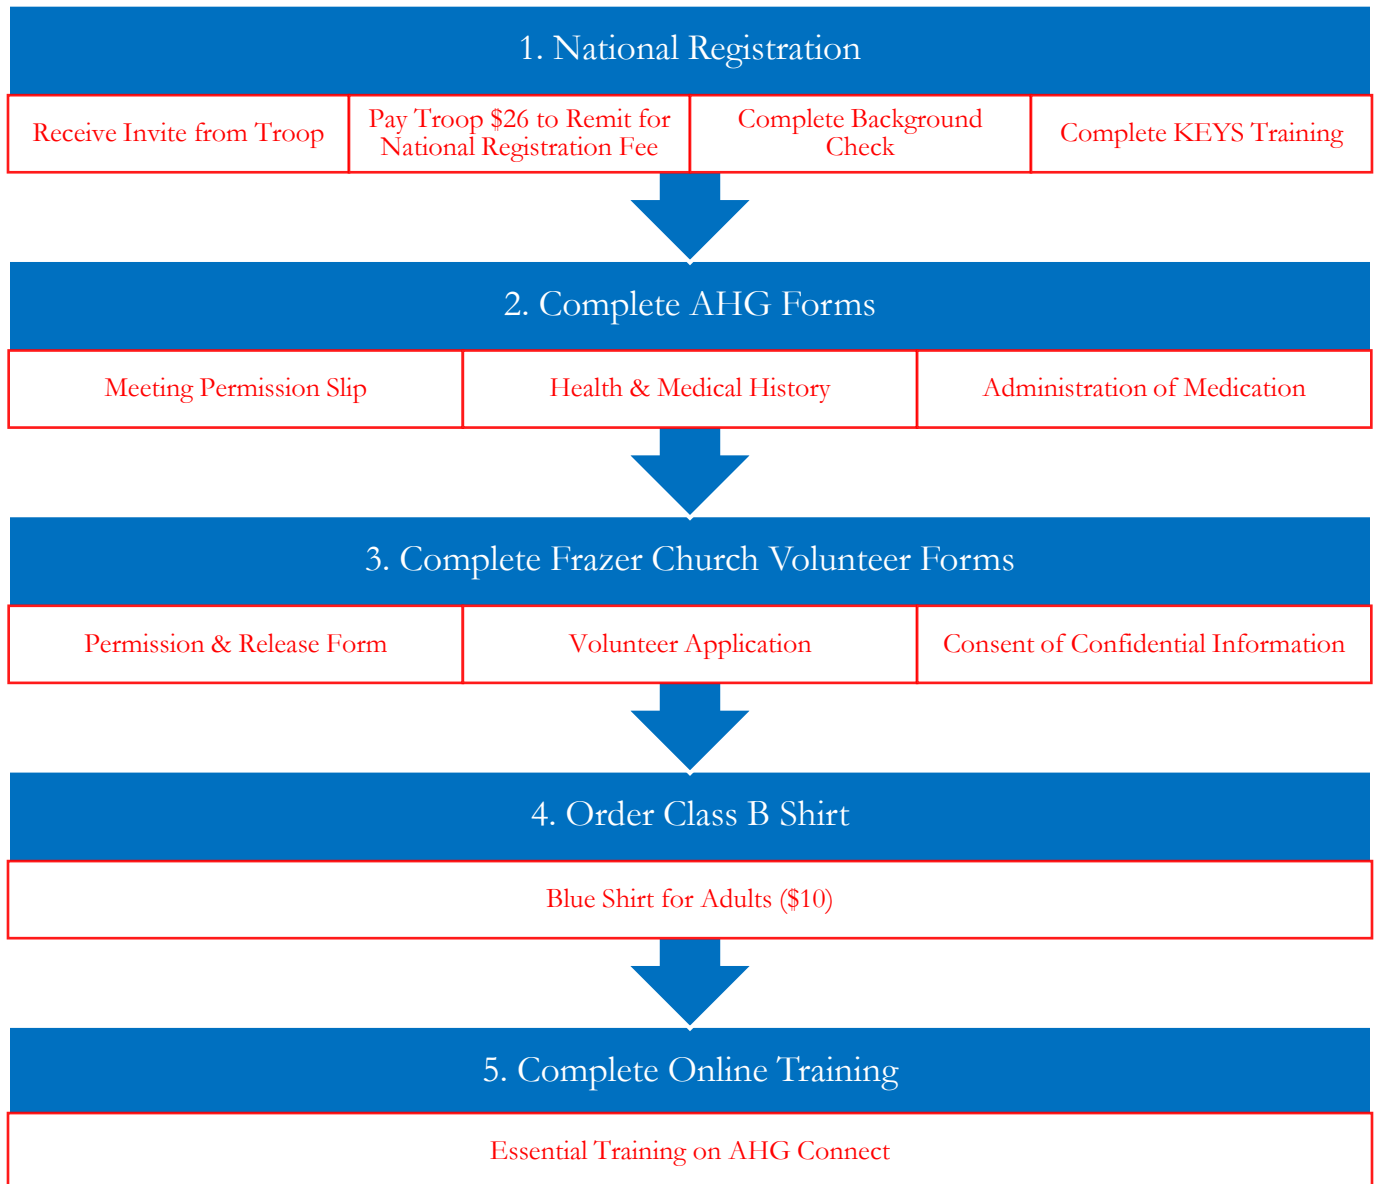 1. National Registration
Receive Invite from Troop
Pay Troop $26 to Remit for
National Registration Fee
Complete Background
Check
Complete KEYS Training
2. Complete AHG Forms
Meeting Permission Slip
Health & Medical History
Administration of Medication
3. Complete Frazer Church Volunteer Forms
Permission & Release Form
Volunteer Application
Consent of Confidential Information
4. Order Class B Shirt
Blue Shirt for Adults ($10)
5. Complete Online Training
Essential Training on AHG Connect